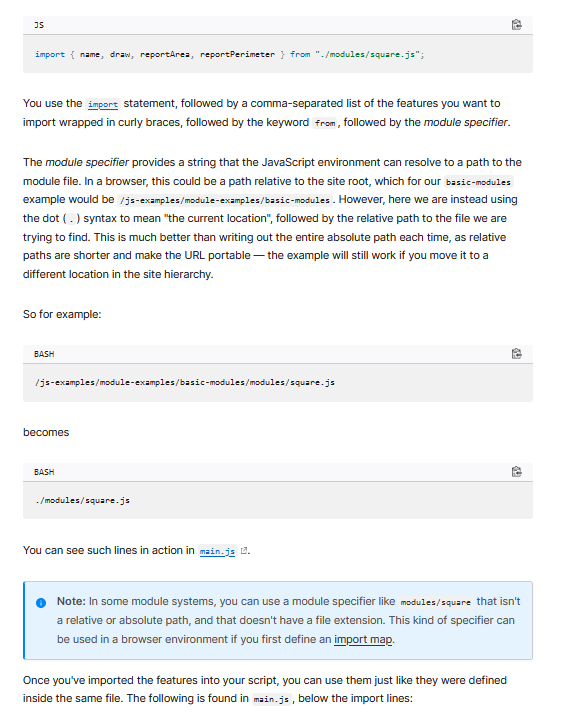 JS
import { name, draw, reportArea, reportPerimeter } from "./modules/square.js";
You use the import statement, followed by a comma-separated list of the features you want to
import wrapped in curly braces, followed by the keyword from, followed by the module specifier.
The module specifier provides a string that the JavaScript environment can resolve to a path to the
module file. In a browser, this could be a path relative to the site root, which for our basic-modules
example would be /js-examples/module-examples/basic-modules. However, here we are instead using
the dot (.) syntax to mean "the current location", followed by the relative path to the file we are
trying to find. This is much better than writing out the entire absolute path each time, as relative
paths are shorter and make the URL portable — the example will still work if you move it to a
different location in the site hierarchy.
So for example:
BASH
/js-examples/module-examples/basic-modules/modules/square.js
becomes
BASH
./modules/square.js
You can see such lines in action in main.js.
Note: In some module systems, you can use a module specifier like modules/square that isn't
a relative or absolute path, and that doesn't have a file extension. This kind of specifier can
be used in a browser environment if you first define an import map.
Once you've imported the features into your script, you can use them just like they were defined
inside the same file. The following is found in main.js, below the import lines: